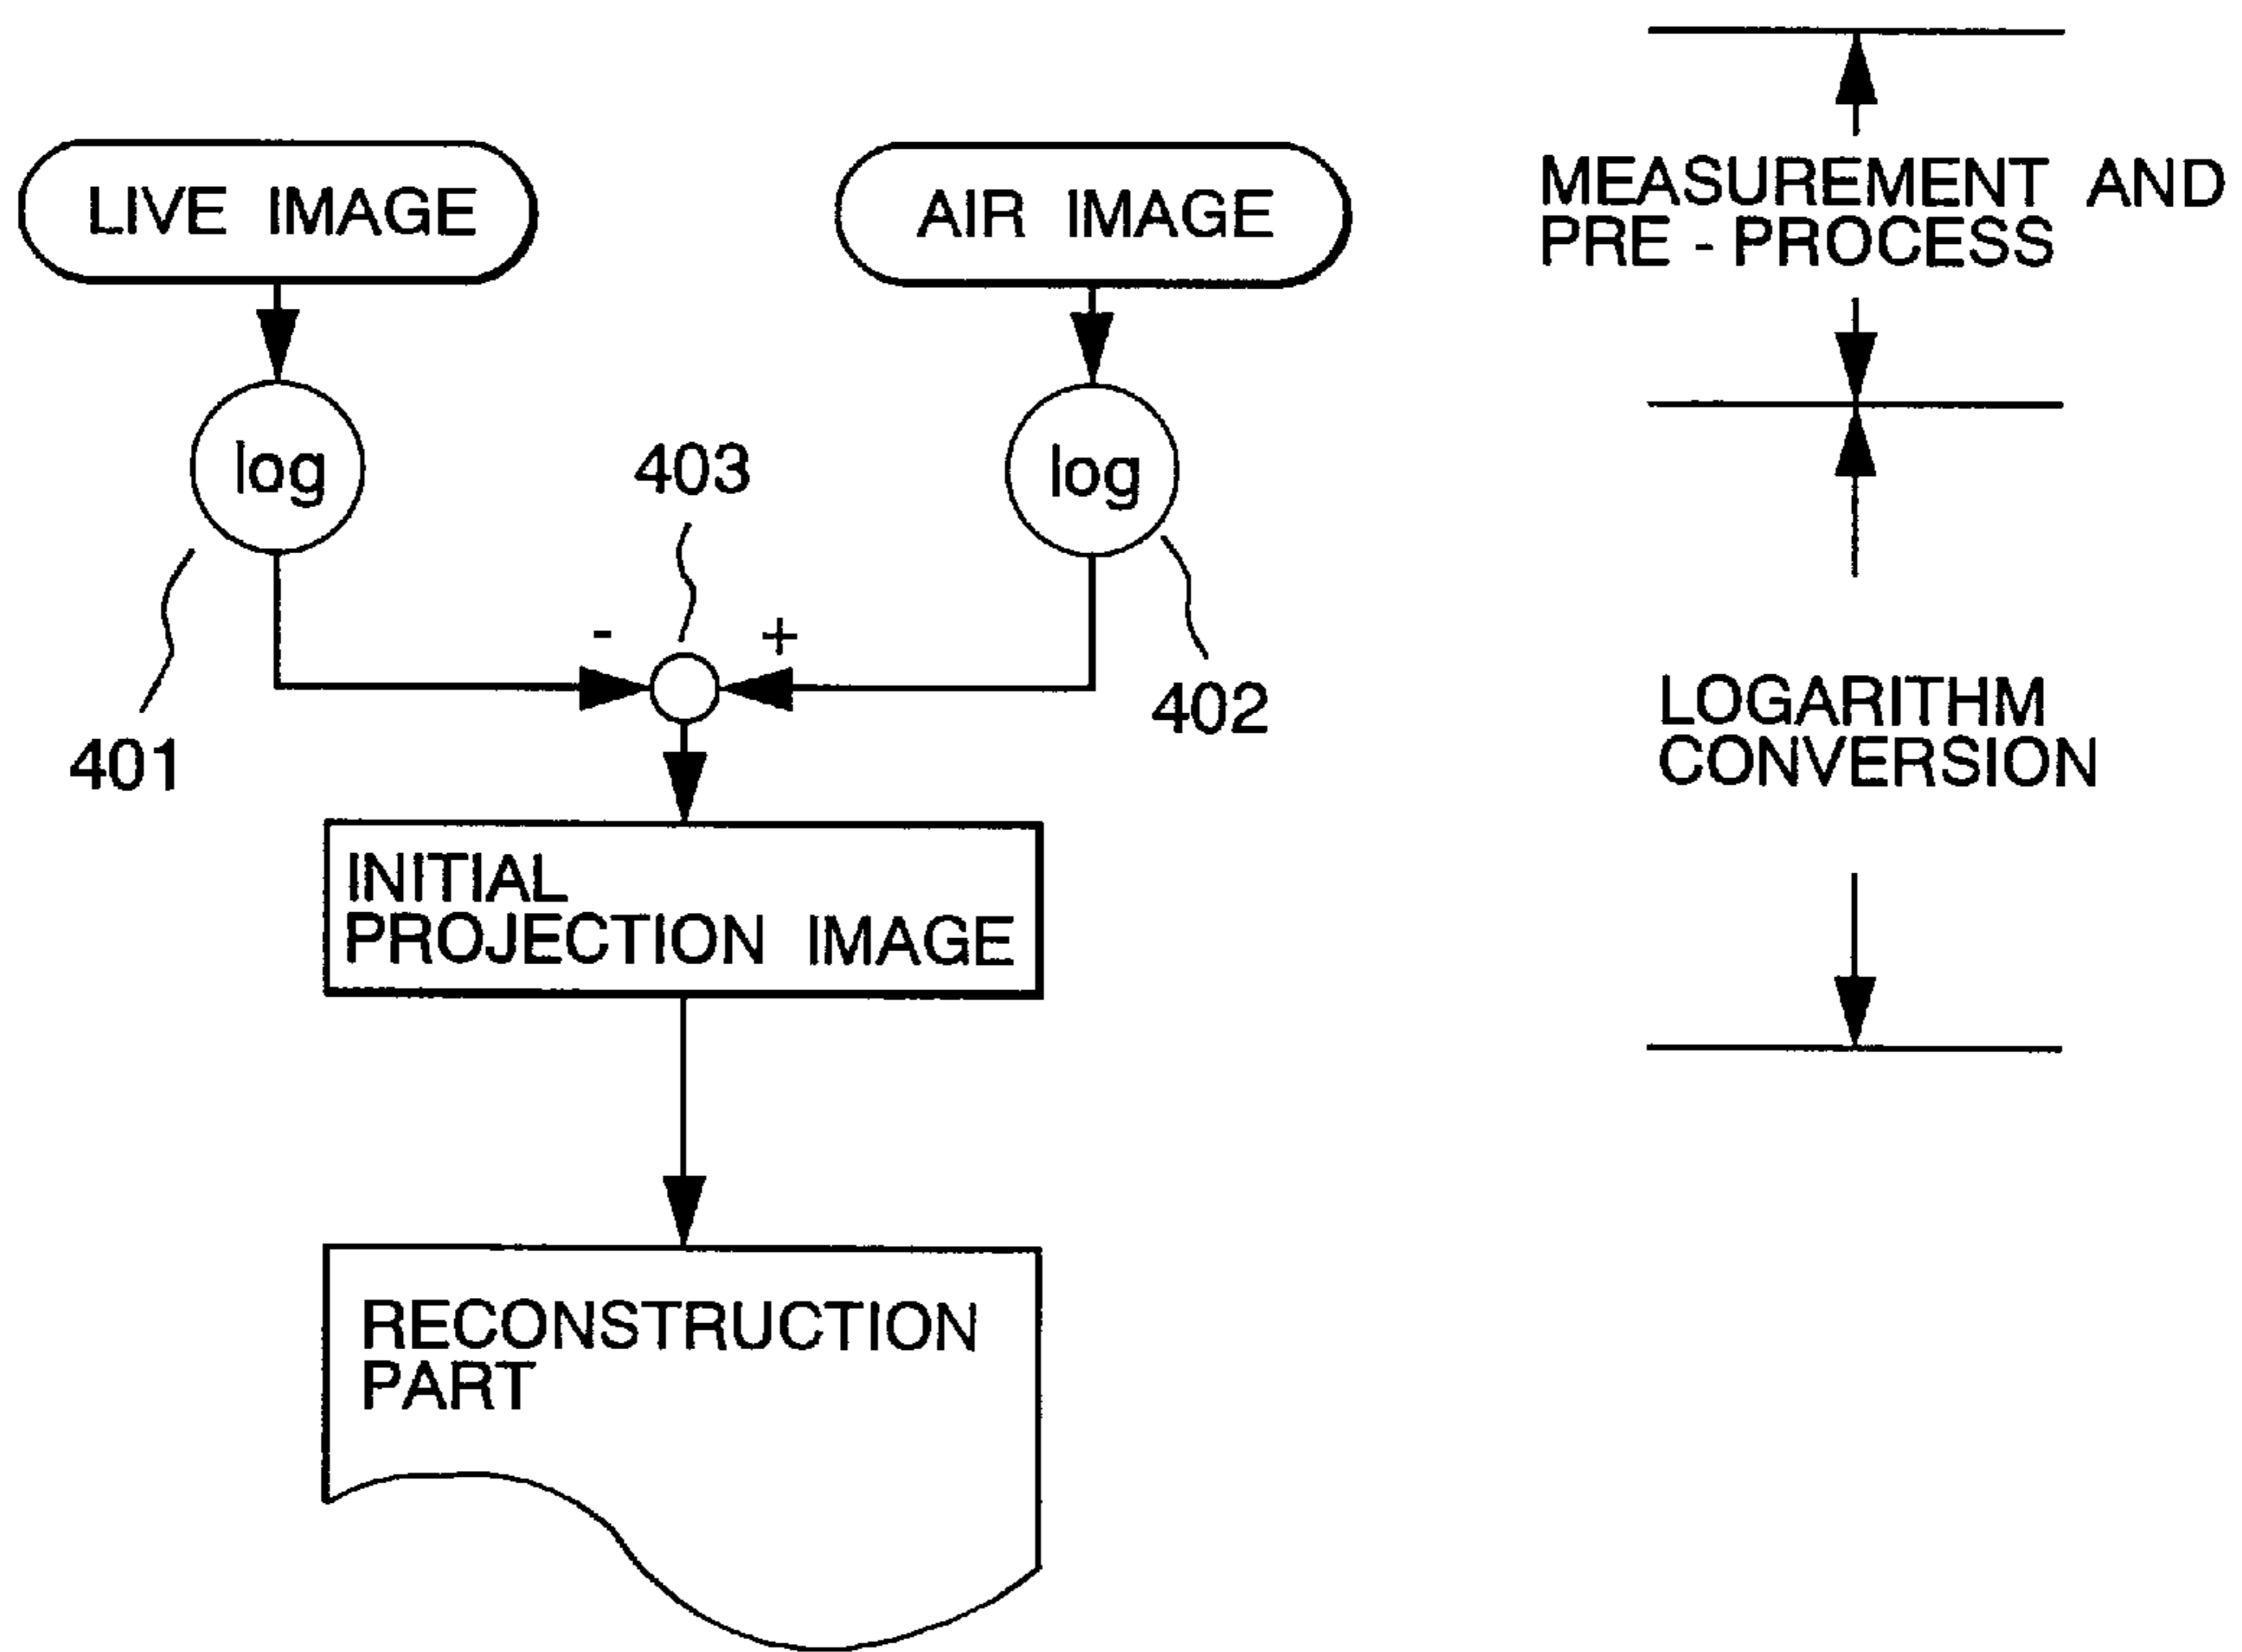 LIVE IMAGE
AIR IMAGE
MEASUREMENT AND
PRE - PROCESS
log
403
log
- +
401
402
LOGARITHM
CONVERSION
INITIAL
PROJECTION IMAGE
RECONSTRUCTION
PART